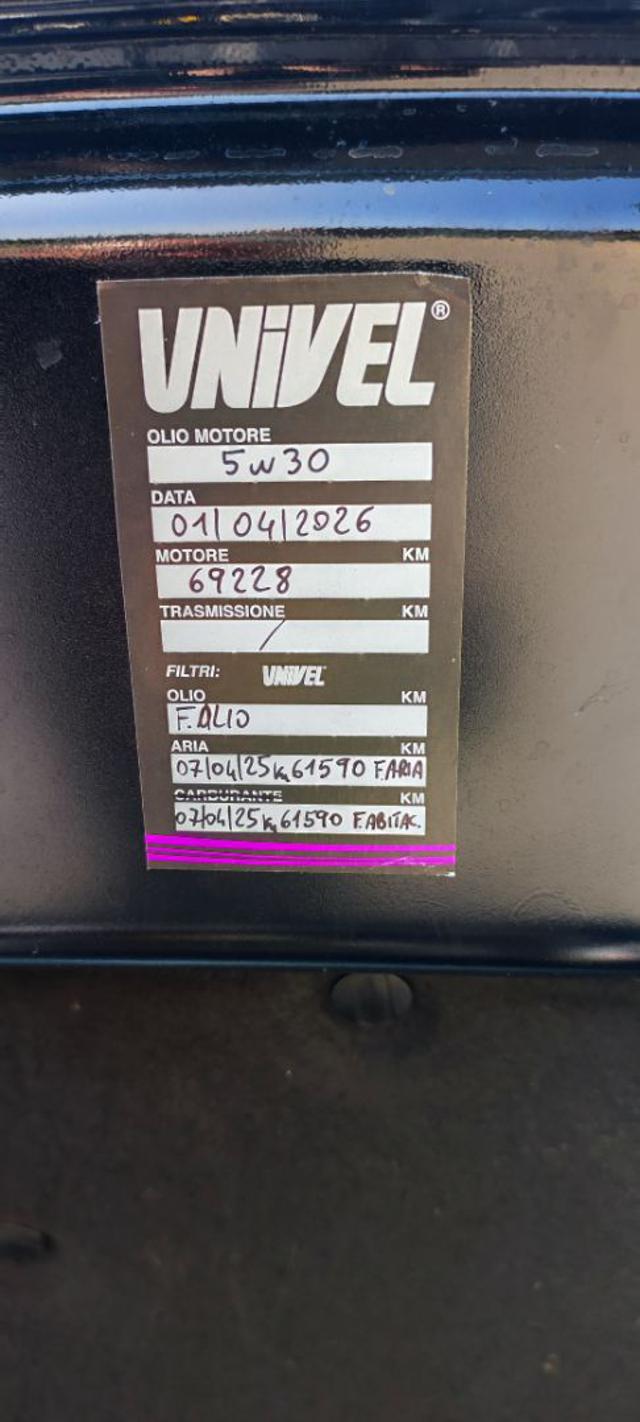 UNiVEL®
OLIO MOTORE
5w30
DATA
01/04/2026
MOTORE KM
69228
TRASMISSIONE KM
/
FILTRI: UNIVEL
OLIO KM
F.OLIO
ARIA KM
07/04/25 K, 61590 F.ARIA
CARBURANTE KM
07/04/25 K, 61590 F.ABITAC.